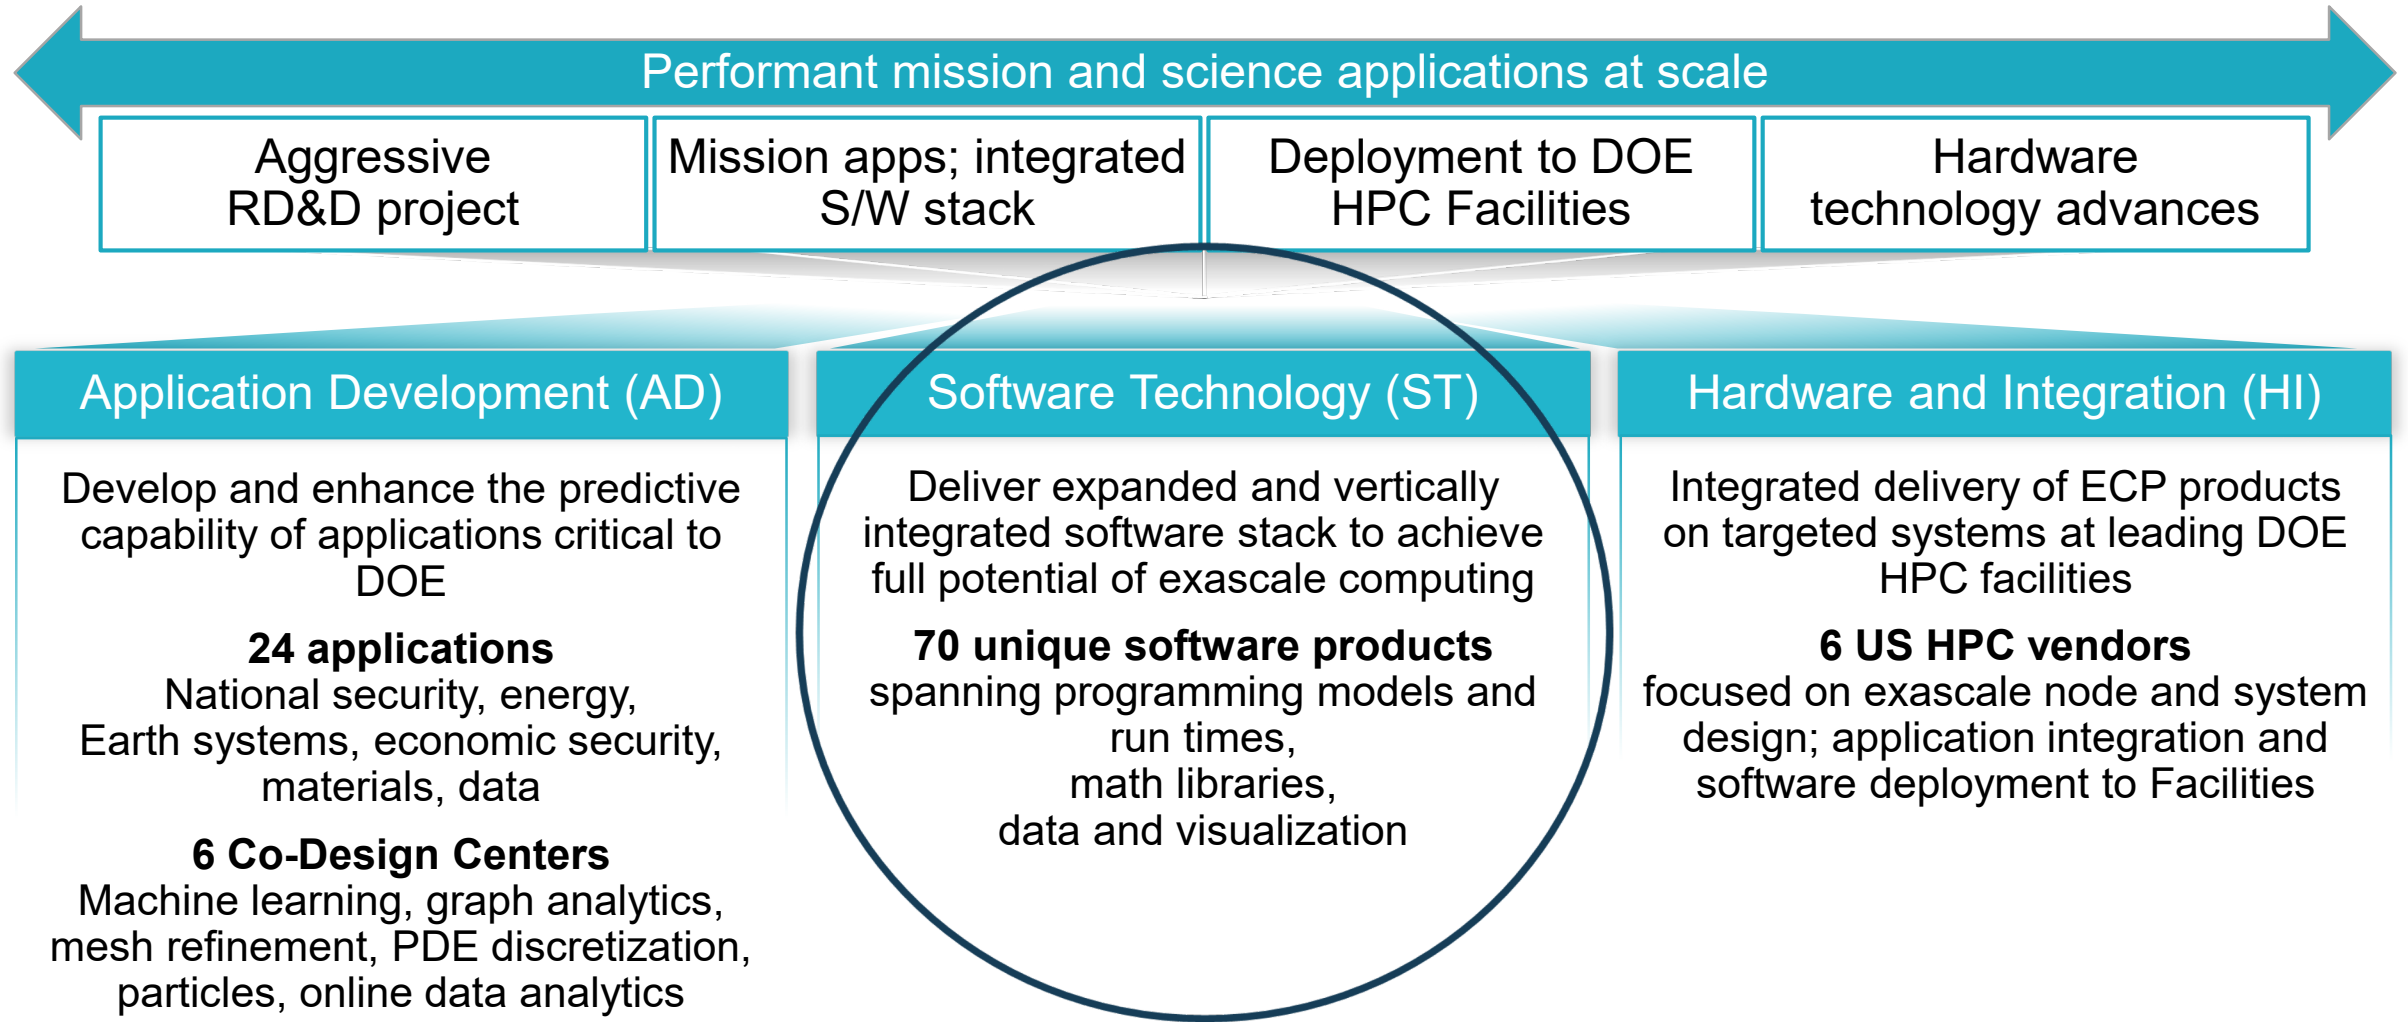 Performant mission and science applications at scale
Aggressive
RD&D project
Mission apps; integrated
S/W stack
Deployment to DOE
HPC Facilities
Hardware
technology advances
Application Development (AD)
Develop and enhance the predictive
capability of applications critical to
DOE
24 applications
National security, energy,
Earth systems, economic security,
materials, data
6 Co-Design Centers
Machine learning, graph analytics,
mesh refinement, PDE discretization,
particles, online data analytics
Software Technology (ST)
Deliver expanded and vertically
integrated software stack to achieve
full potential of exascale computing
70 unique software products
spanning programming models and
run times,
math libraries,
data and visualization
Hardware and Integration (HI)
Integrated delivery of ECP products
on targeted systems at leading DOE
HPC facilities
6 US HPC vendors
focused on exascale node and system
design; application integration and
software deployment to Facilities